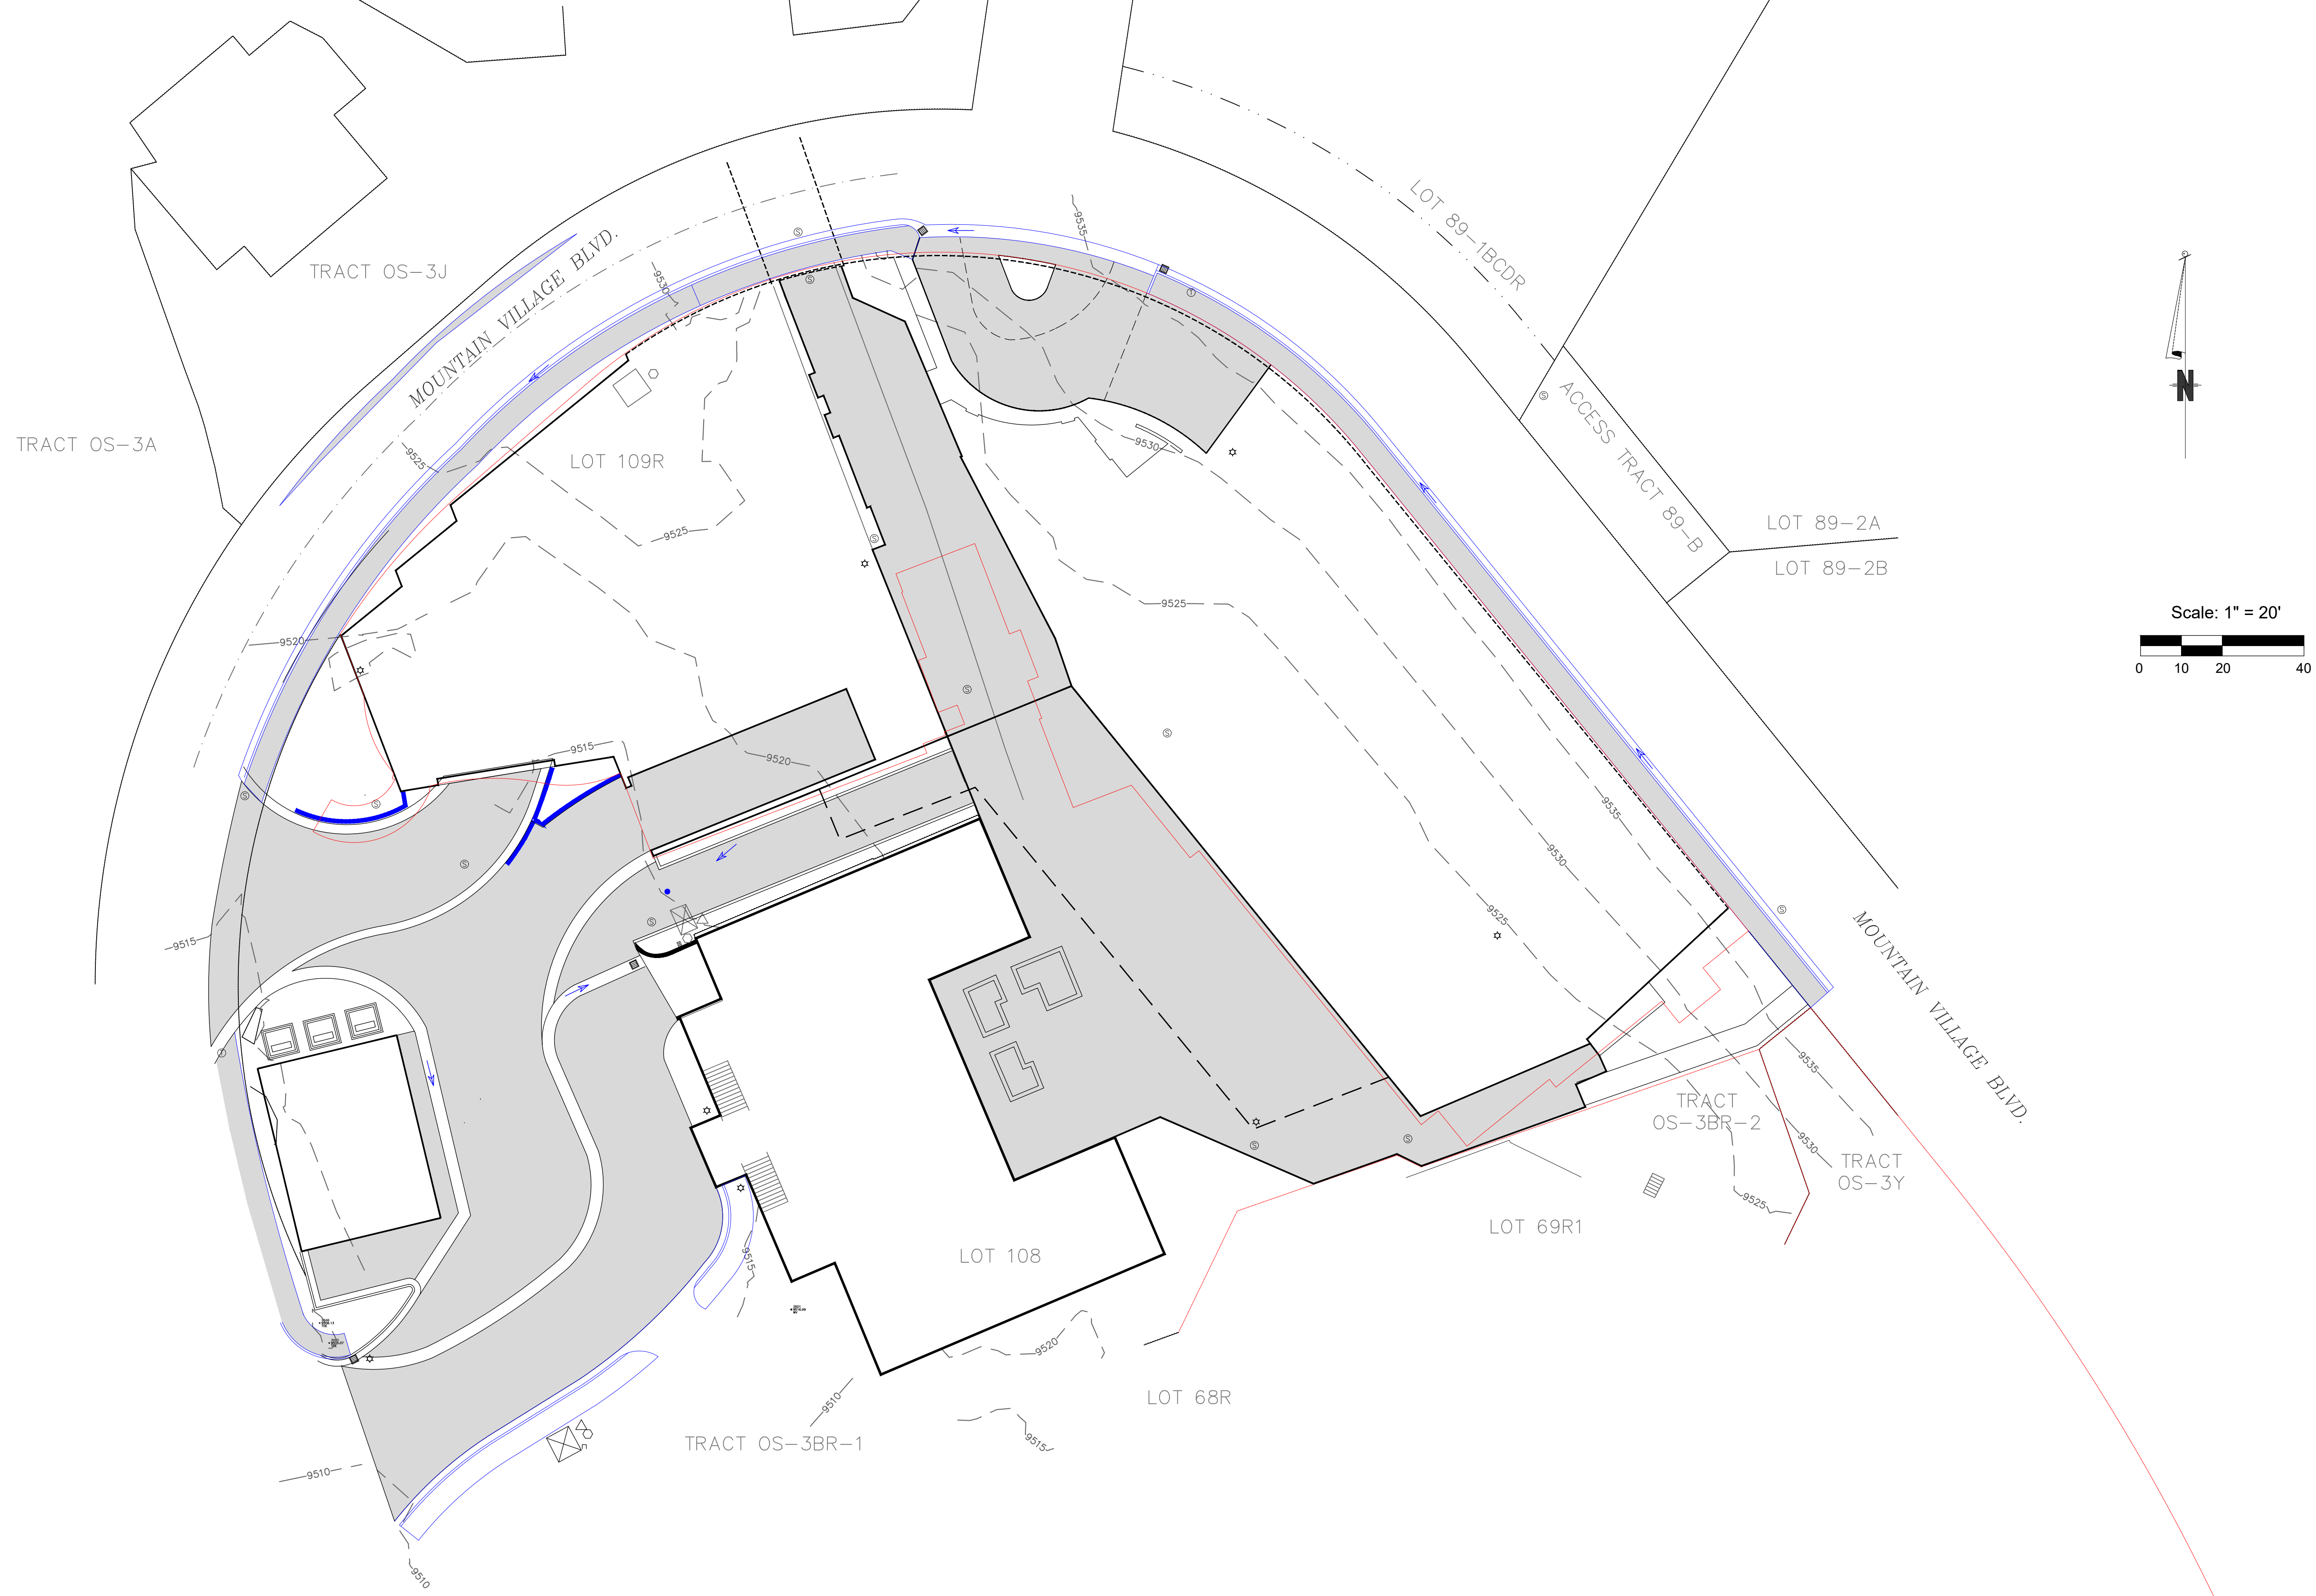 9535
LOT 89-1BCDR
MOUNTAIN VILLAGE BLVD.
TRACT OS-3J
9530
N
ACCESS TRACT 89-B
TRACT OS-3A
9525
LOT 109R
9530
9525
LOT 89-2A
LOT 89-2B
9525
Scale: 1" = 20'
0 10 20 40
9520
9515
9520
9535
9530
9525
9515
MOUNTAIN VILLAGE BLVD.
9535
TRACT
OS-3BR-2
9530
TRACT
OS-3Y
9525
LOT 69R1
LOT 108
9515
9520
9510
LOT 68R
TRACT OS-3BR-1
9515
9510
9510